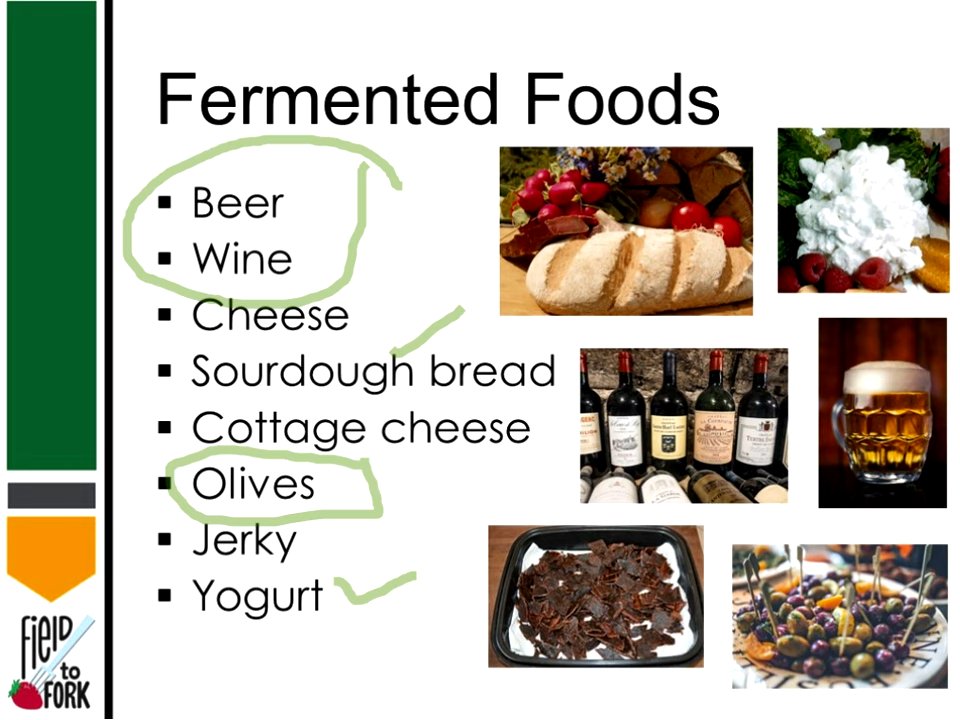 Fermented Foods
▪ Beer
▪ Wine
▪ Cheese
▪ Sourdough bread
▪ Cottage cheese
▪ Olives
▪ Jerky
▪ Yogurt
FiELD
to
FORK